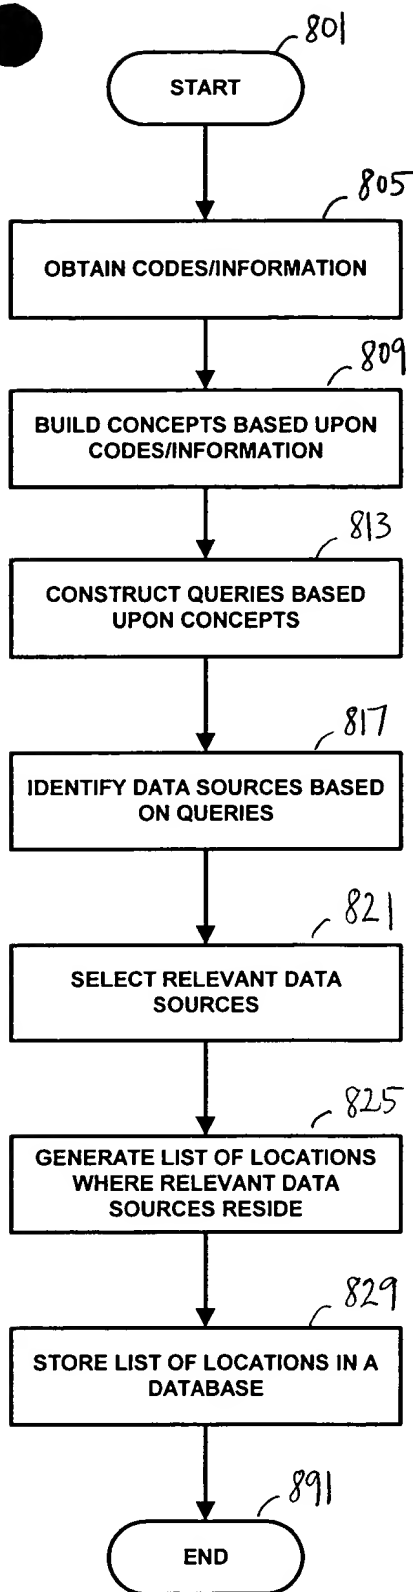 801
START
805
OBTAIN CODES/INFORMATION
809
BUILD CONCEPTS BASED UPON
CODES/INFORMATION
813
CONSTRUCT QUERIES BASED
UPON CONCEPTS
817
IDENTIFY DATA SOURCES BASED
ON QUERIES
821
SELECT RELEVANT DATA
SOURCES
825
GENERATE LIST OF LOCATIONS
WHERE RELEVANT DATA
SOURCES RESIDE
829
STORE LIST OF LOCATIONS IN A
DATABASE
891
END